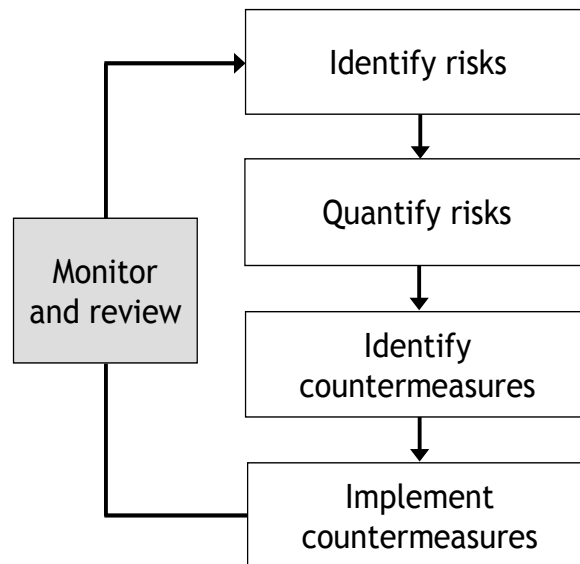 Identify risks
Quantify risks
Monitor
and review
Identify
countermeasures
Implement
countermeasures